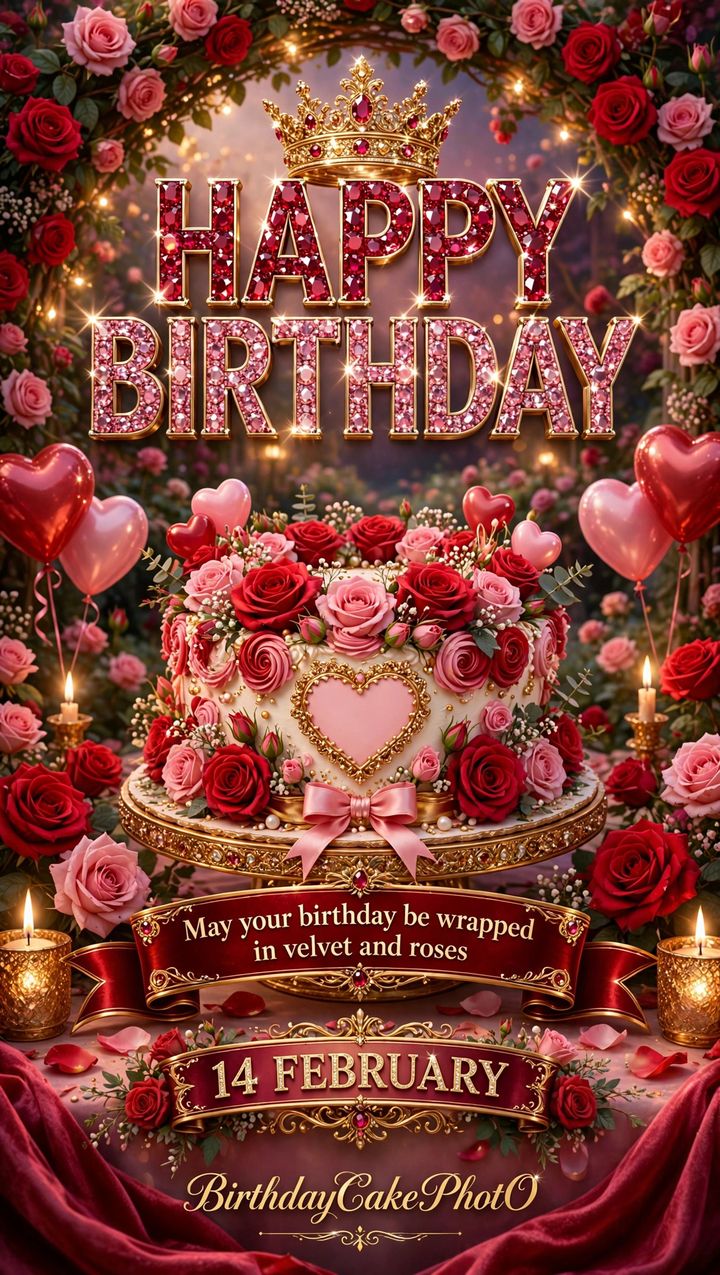 HAPPY
BIRTHDAY
May your birthday be wrapped
in velvet and roses
14 FEBRUARY
BirthdayCakePhotO